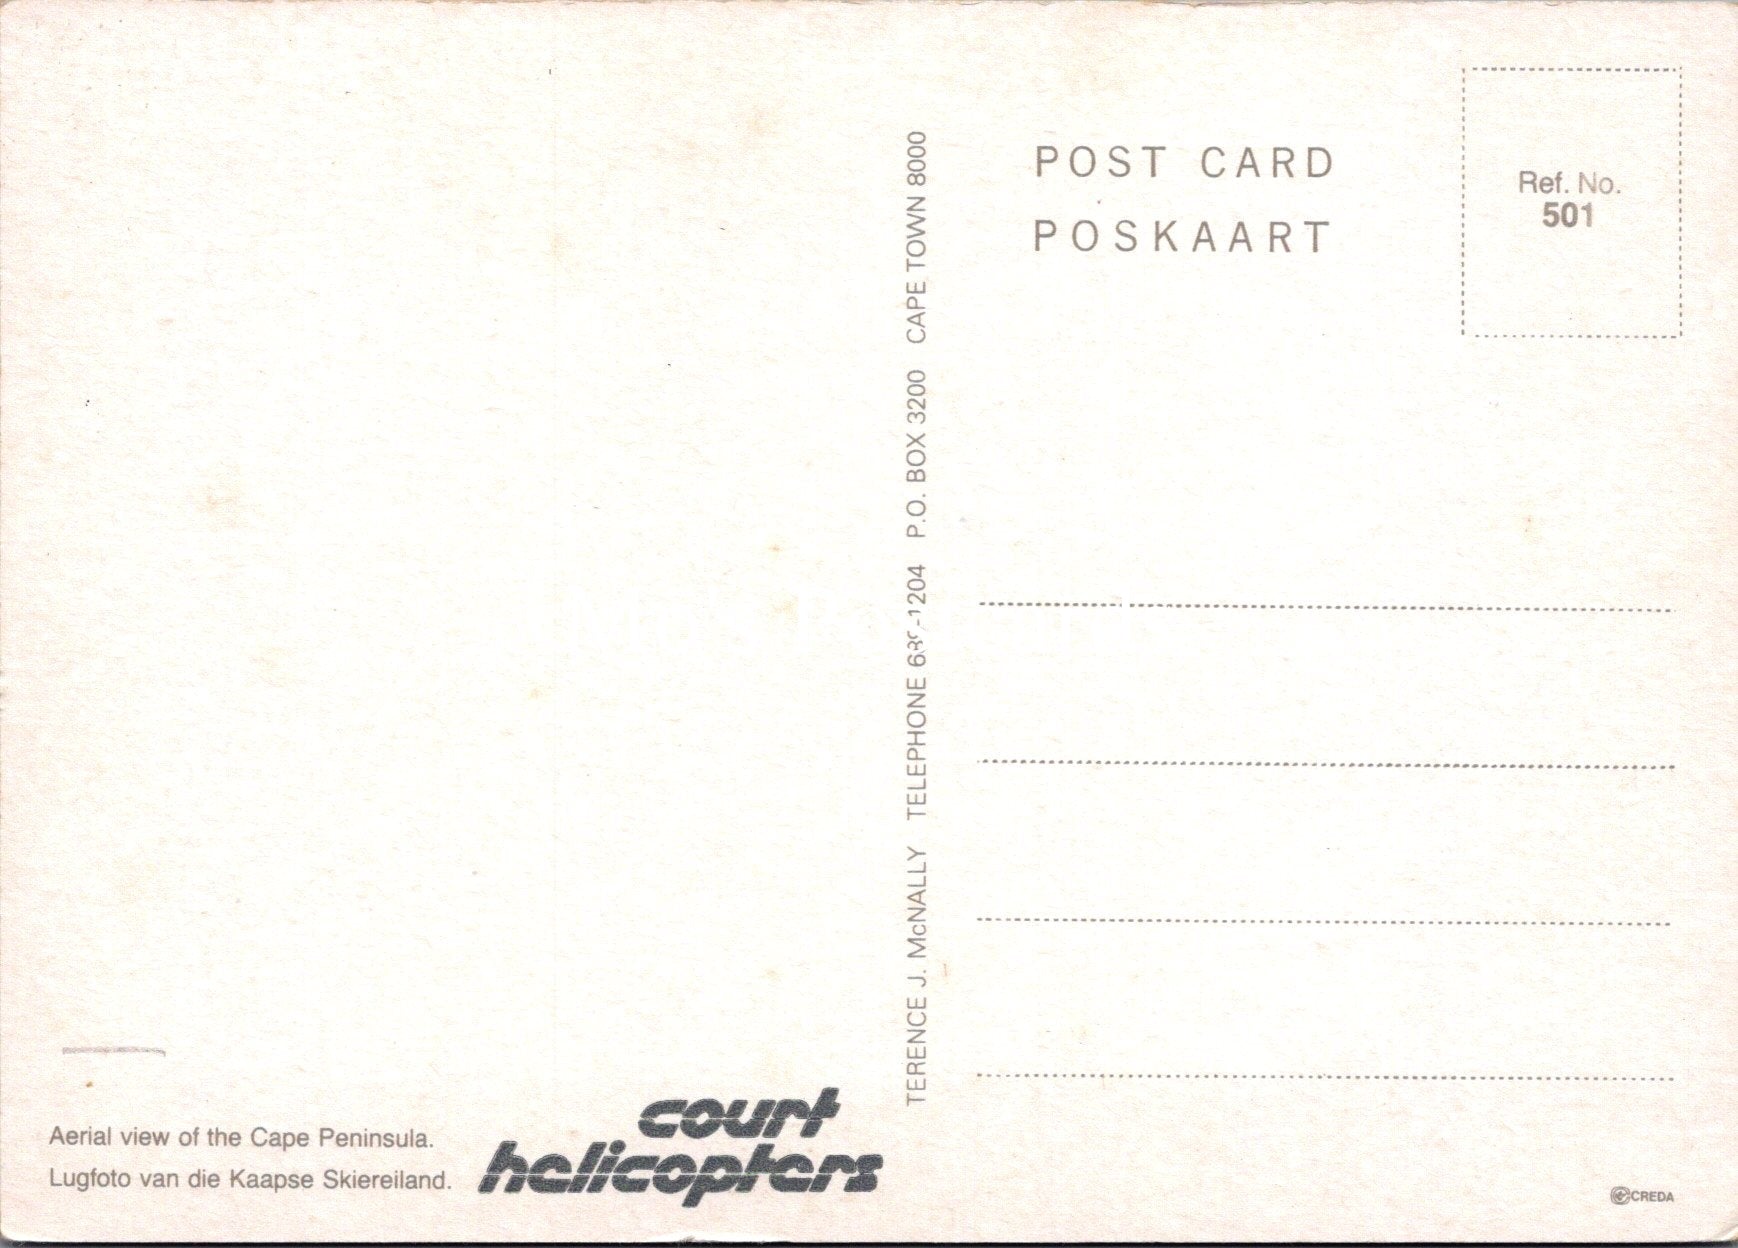 POST CARD
POSKAART
Ref. No.
501
TERENCE J. McNALLY TELEPHONE P.O. BOX 3200 CAPE TOWN 8000
court
helicopters
Aerial view of the Cape Peninsula.
Lugfoto van die Kaapse Skiereiland.
CREDA